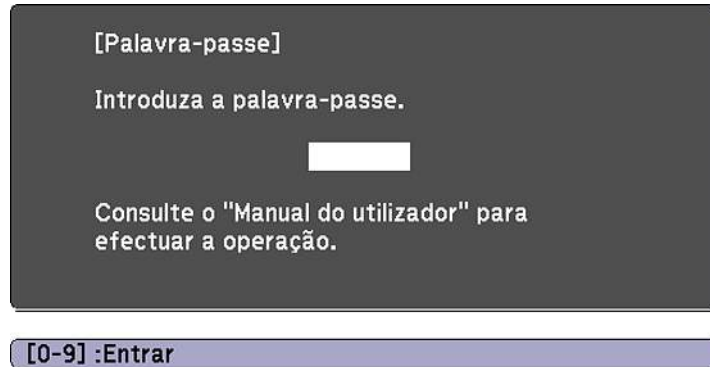 [Palavra-passe]
Introduza a palavra-passe.
Consulte o "Manual do utilizador" para
efectuar a operação.
[0-9] :Entrar